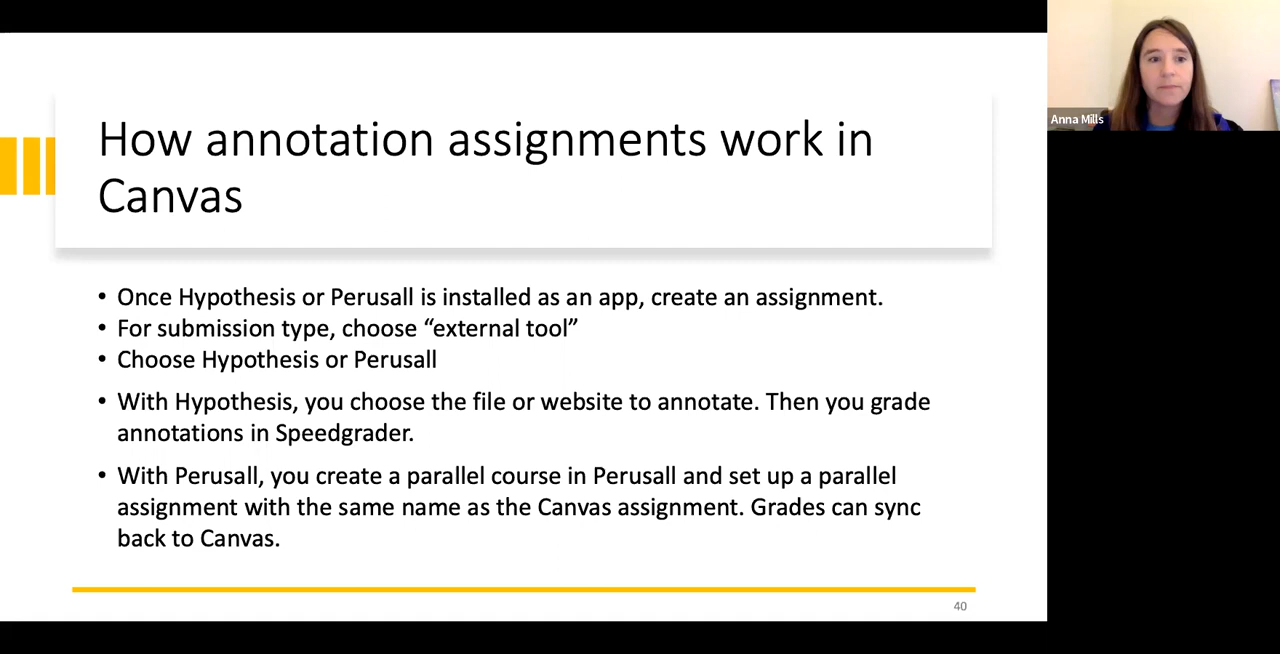 How annotation assignments work in
Canvas
• Once Hypothesis or Perusall is installed as an app, create an assignment.
• For submission type, choose “external tool”
• Choose Hypothesis or Perusall
• With Hypothesis, you choose the file or website to annotate. Then you grade
annotations in Speedgrader.
• With Perusall, you create a parallel course in Perusall and set up a parallel
assignment with the same name as the Canvas assignment. Grades can sync
back to Canvas.
40
Anna Mills